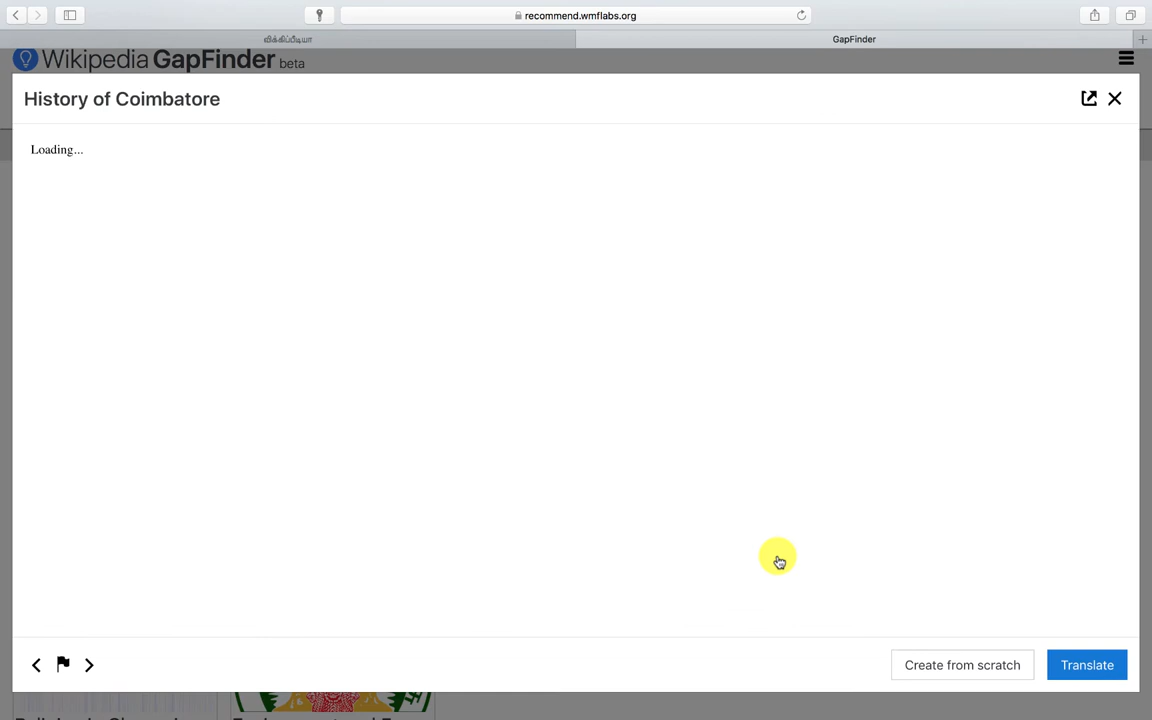 recommend.wmflabs.org
விக்கிப்பீடியா
GapFinder
Wikipedia GapFinder beta
History of Coimbatore
Loading...
Create from scratch
Translate